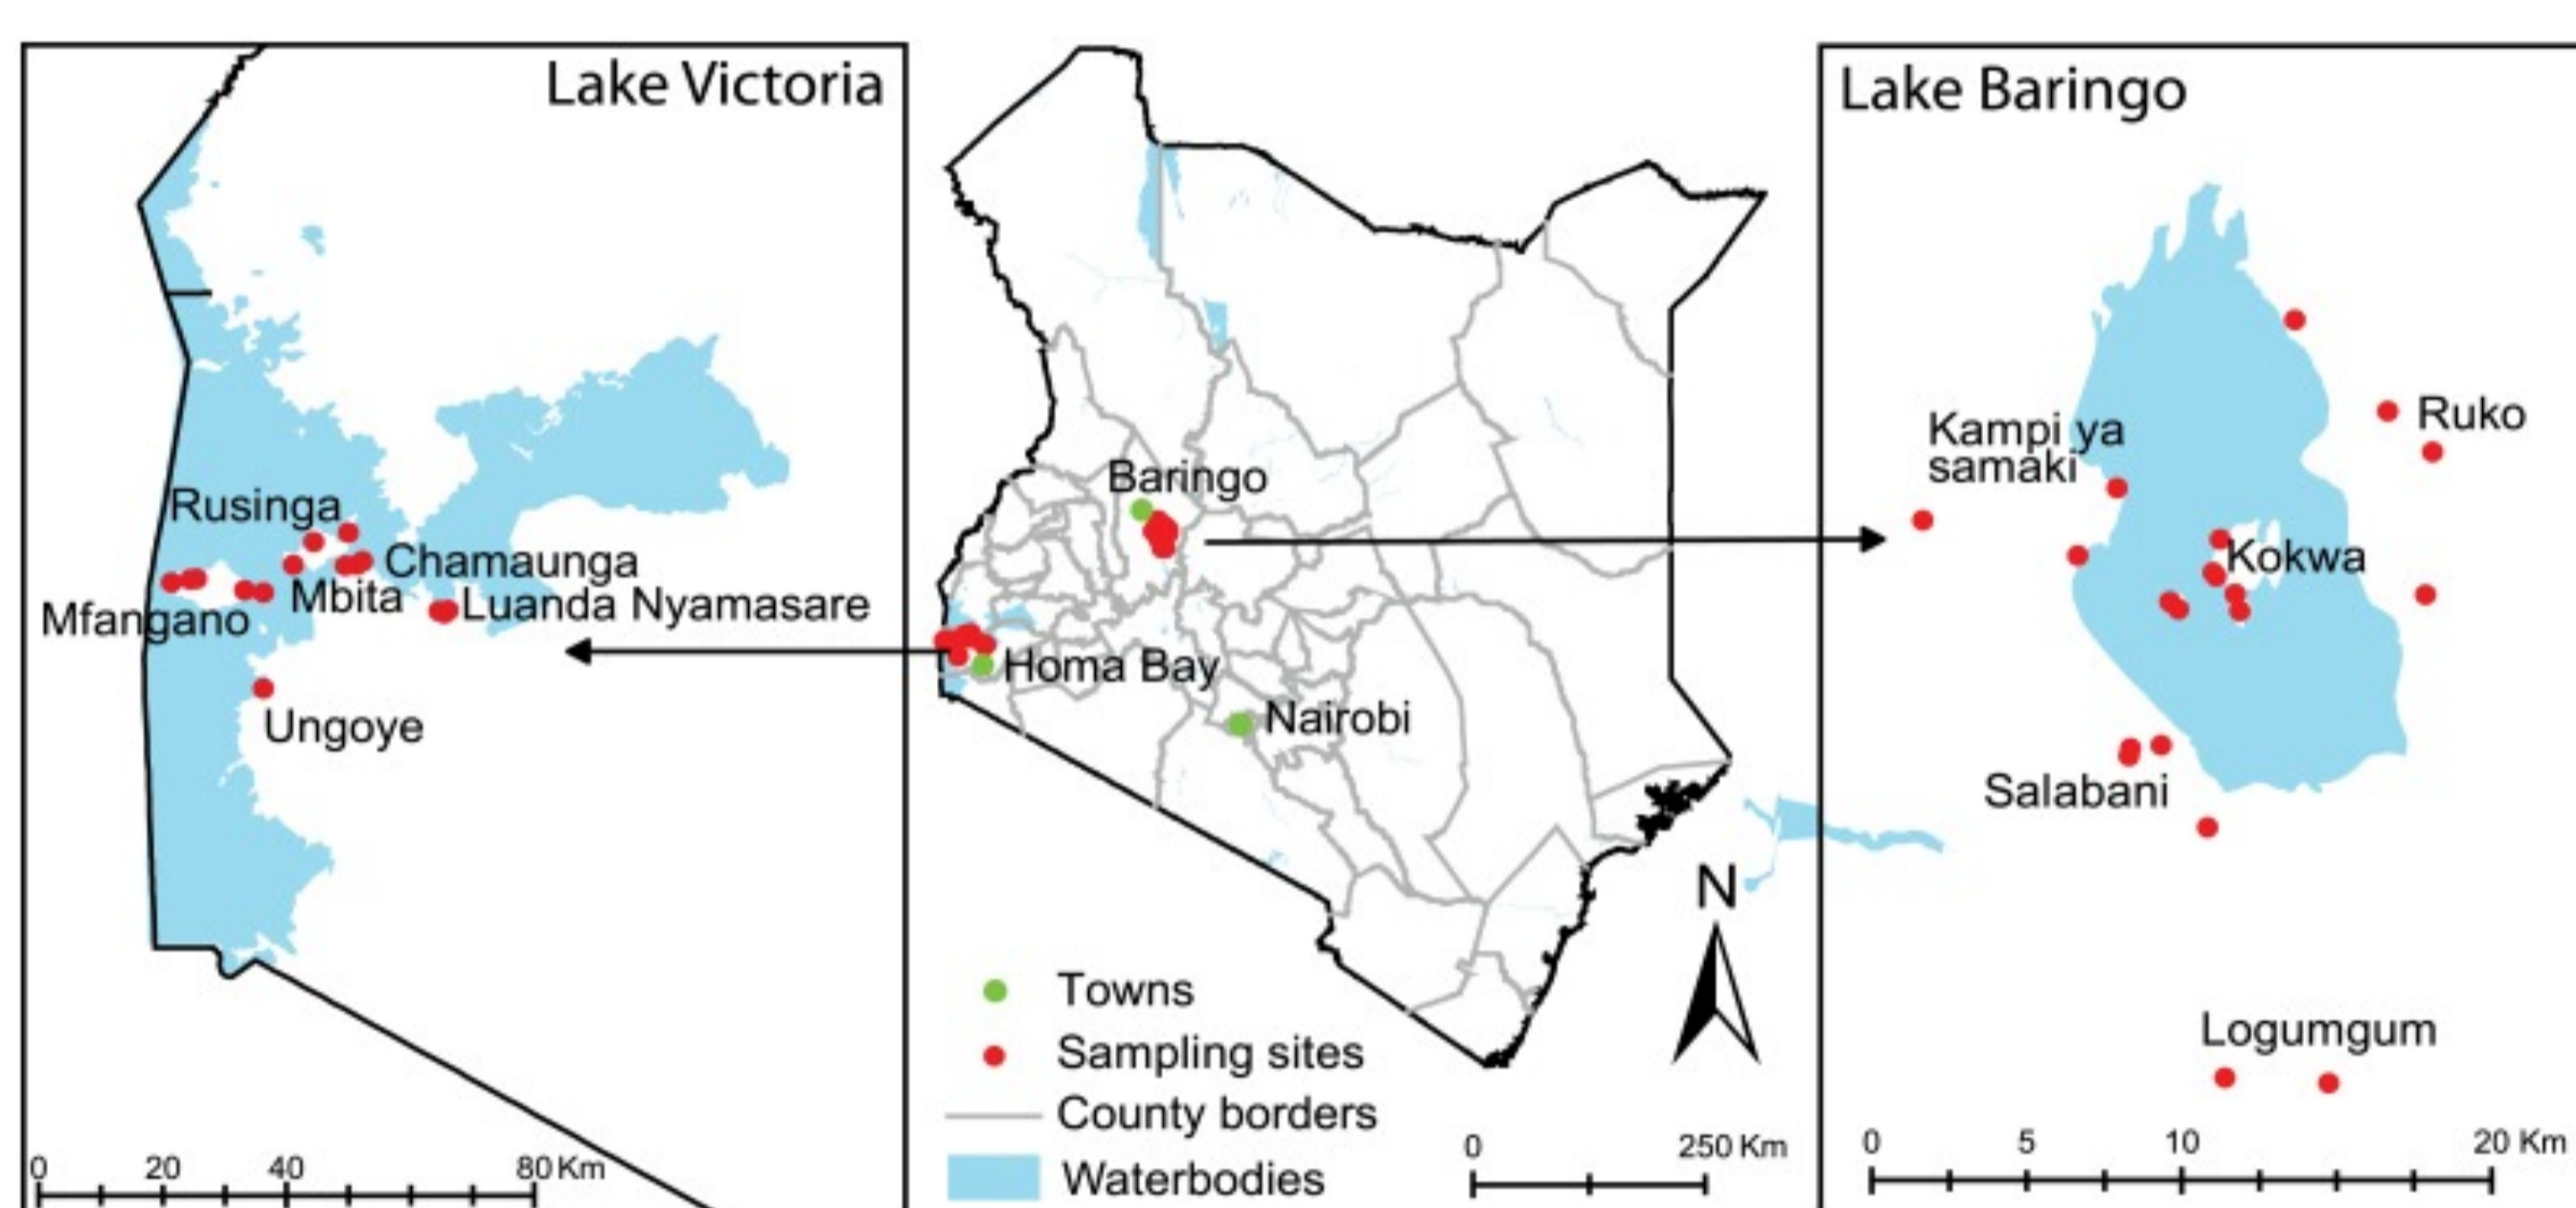 Lake Victoria
Rusinga
Chamaunga
Mbita
Luanda Nyamasare
Mfangano
Ungoye
0 20 40 80 Km
Baringo
Homa Bay
Nairobi
N
Towns
Sampling sites
County borders
Waterbodies
0 250 Km
Lake Baringo
Ruko
Kampi ya
samaki
Kokwa
Salabani
Logumgum
0 5 10 20 Km